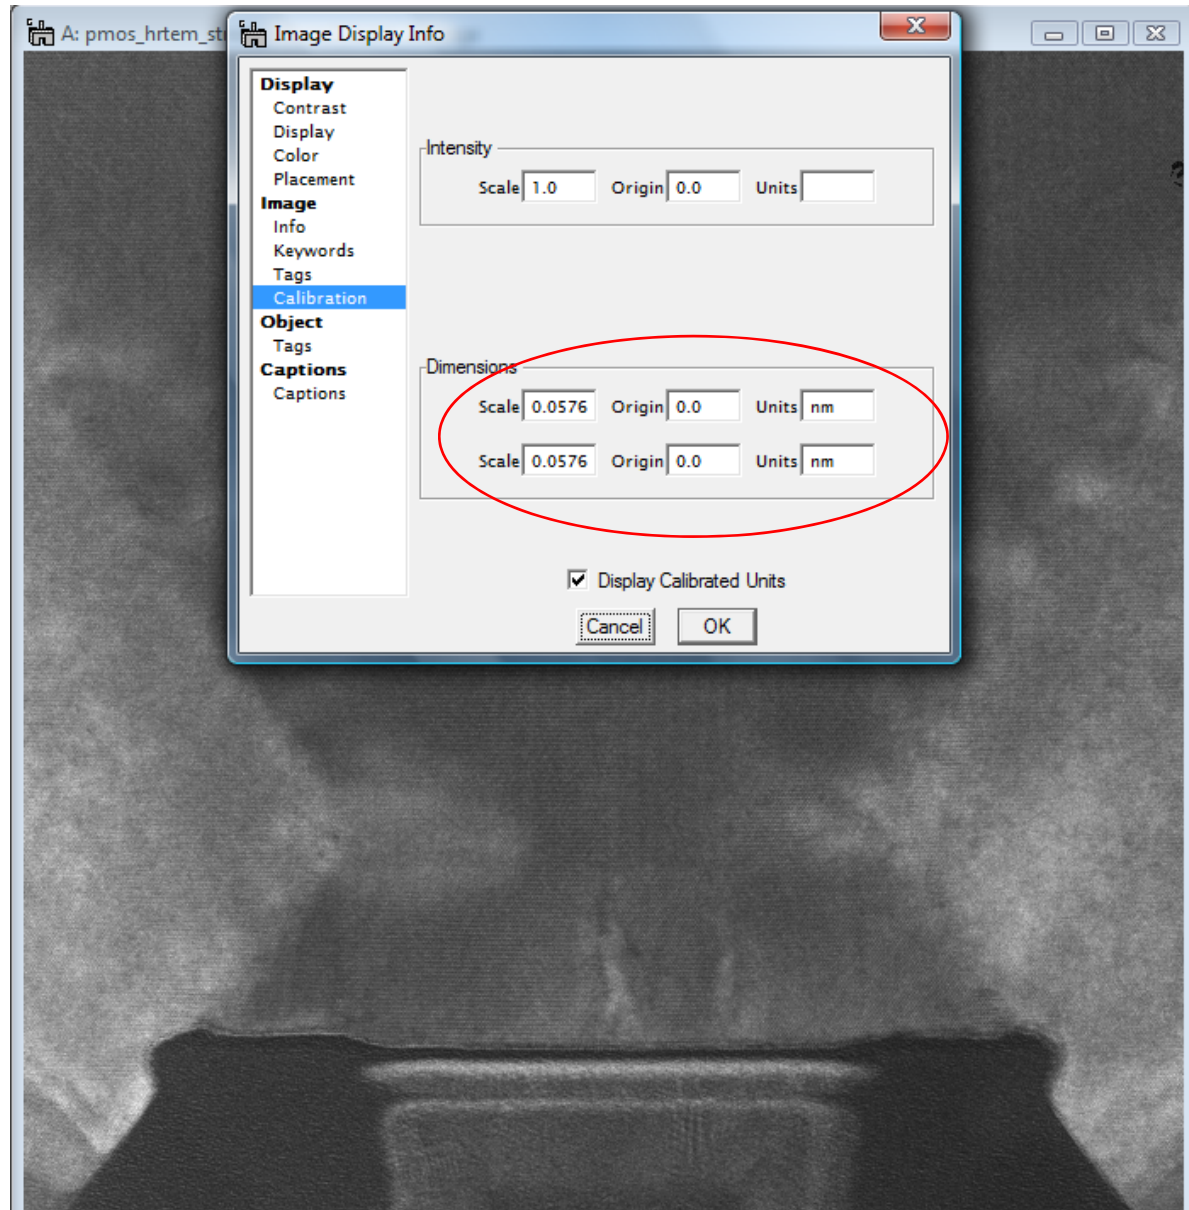 A: pmos_hrtem_st
Image Display Info
Display
Contrast
Display
Color
Placement
Image
Info
Keywords
Tags
Calibration
Object
Tags
Captions
Captions
Intensity
Scale 1.0 Origin 0.0 Units
Dimensions
Scale 0.0576 Origin 0.0 Units nm
Scale 0.0576 Origin 0.0 Units nm
Display Calibrated Units
Cancel OK